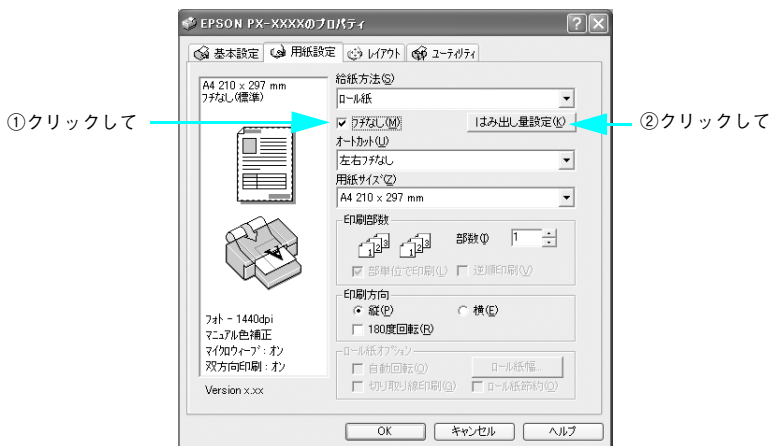 EPSON PX-XXXXのプロパティ
基本設定 用紙設定 レイアウト ユーティリティ
A4 210 x 297 mm
フチなし(標準)
給紙方法(S)
ロール紙
①クリックして
フチなし(M)
はみ出し量設定(K)
②クリックして
オートカット(U)
左右フチなし
用紙サイズ(Z)
A4 210 x 297 mm
印刷部数
1 2 3
1 2 3
部数(I)
1
部単位で印刷(L)
逆順印刷(V)
印刷方向
縦(P)
横(E)
180度回転(R)
フォト - 1440dpi
マニュアル色補正
マイクロウィーブ : オン
双方向印刷 : オン
Version x.xx
ロール紙オプション
自動回転(O)
ロール紙幅...
切り取り線印刷(G)
ロール紙節約(O)
OK
キャンセル
ヘルプ